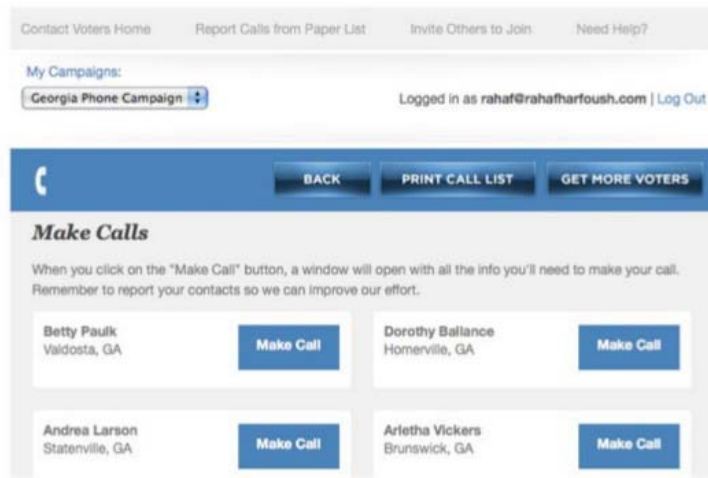 Contact Voters Home Report Calls from Paper List Invite Others to Join Need Help?
My Campaigns:
Georgia Phone Campaign
Logged in as rahaf@rahafharfoush.com | Log Out
BACK PRINT CALL LIST GET MORE VOTERS
Make Calls
When you click on the "Make Call" button, a window will open with all the info you'll need to make your call.
Remember to report your contacts so we can improve our effort.
Betty Paulk
Valdosta, GA
Make Call
Dorothy Ballance
Homerville, GA
Make Call
Andrea Larson
Statenville, GA
Make Call
Arletha Vickers
Brunswick, GA
Make Call